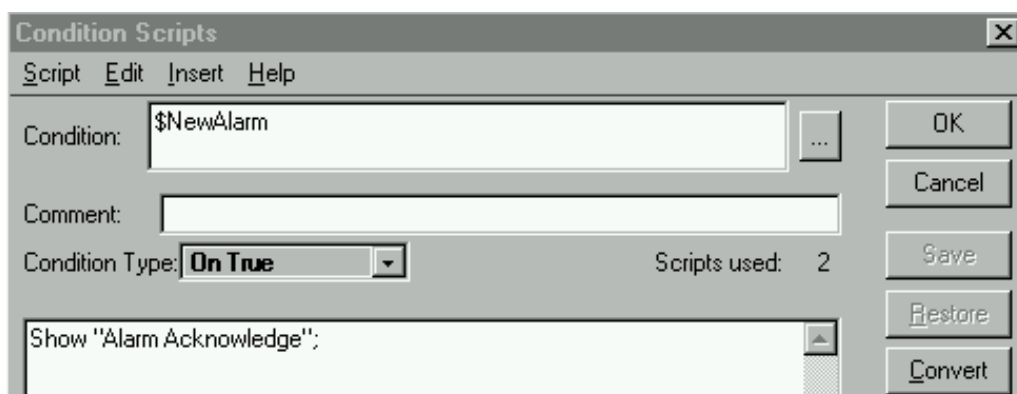 Condition Scripts
Script Edit Insert Help
Condition: $NewAlarm ... OK
Cancel
Comment:
Condition Type: On True Scripts used: 2 Save
Restore
Show "Alarm Acknowledge";
Convert